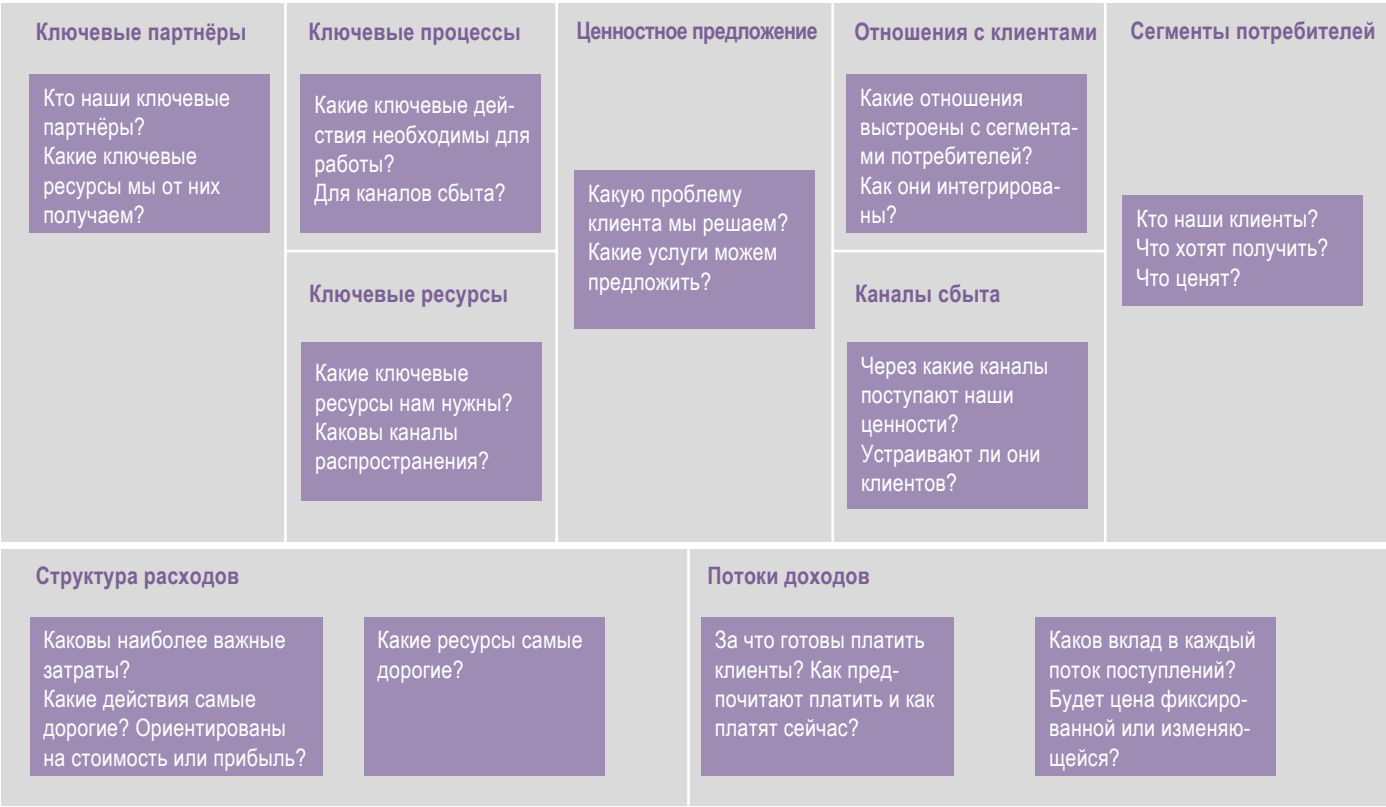 Ключевые партнёры
Кто наши ключевые
партнёры?
Какие ключевые
ресурсы мы от них
получаем?
Ключевые процессы
Какие ключевые дей-
ствия необходимы для
работы?
Для каналов сбыта?
Ключевые ресурсы
Какие ключевые
ресурсы нам нужны?
Каковы каналы
распространения?
Ценностное предложение
Какую проблему
клиента мы решаем?
Какие услуги можем
предложить?
Отношения с клиентами
Какие отношения
выстроены с сегмента-
ми потребителей?
Как они интегрирова-
ны?
Каналы сбыта
Через какие каналы
поступают наши
ценности?
Устраивают ли они
клиентов?
Сегменты потребителей
Кто наши клиенты?
Что хотят получить?
Что ценят?
Структура расходов
Каковы наиболее важные
затраты?
Какие действия самые
дорогие? Ориентированы
на стоимость или прибыль?
Какие ресурсы самые
дорогие?
Потоки доходов
За что готовы платить
клиенты? Как пред-
почитают платить и как
платят сейчас?
Каков вклад в каждый
поток поступлений?
Будет цена фиксиро-
ванной или изменяю-
щейся?